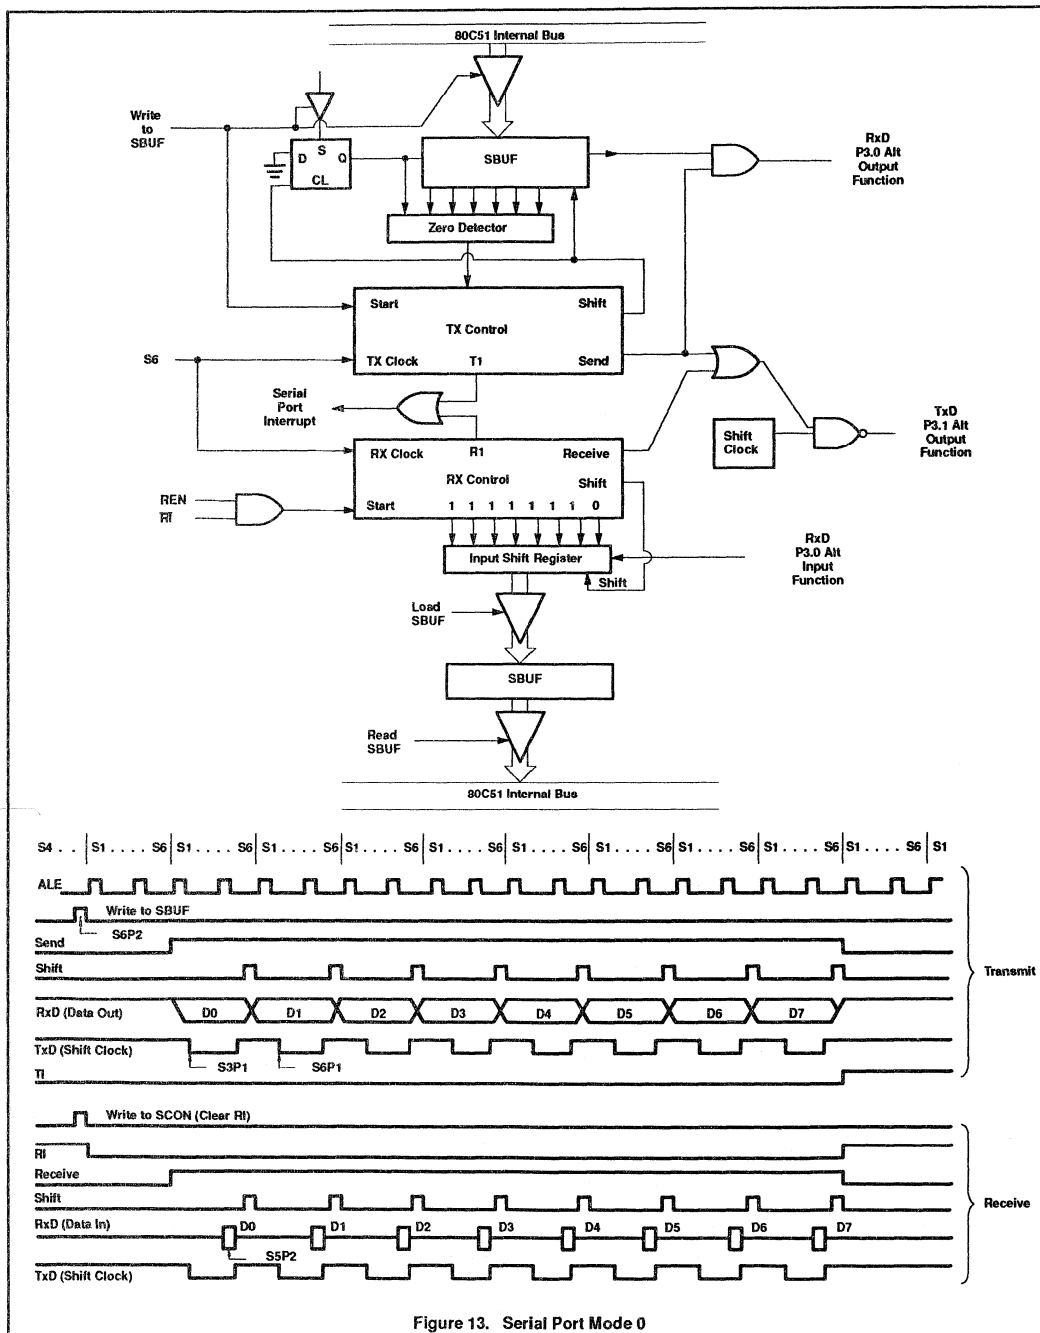 80C51 Internal Bus
Write
to
SBUF
D
S
Q
CL
SBUF
RxD
P3.0 Alt
Output
Function
Zero Detector
Start
Shift
TX Control
S6
TX Clock
T1
Send
Serial
Port
Interrupt
TxD
P3.1 Alt
Output
Function
Shift
Clock
RX Clock
R1
Receive
RX Control
Shift
REN
RI
Start
1 1 1 1 1 1 1 0
RxD
P3.0 Alt
Input
Function
Input Shift Register
Shift
Load
SBUF
SBUF
Read
SBUF
80C51 Internal Bus
S4 . . S1 . . . . S6 S1 . . . . S6 S1 . . . . S6 S1 . . . . S6 S1 . . . . S6 S1 . . . . S6 S1 . . . . S6 S1 . . . . S6 S1 . . . . S6 S1 . . . . S6 S1
ALE
Write to SBUF
S6P2
Send
Shift
Transmit
RxD (Data Out) D0 D1 D2 D3 D4 D5 D6 D7
TxD (Shift Clock)
S3P1 S6P1
TI
Write to SCON (Clear RI)
RI
Receive
Shift
Receive
RxD (Data In) D0 D1 D2 D3 D4 D5 D6 D7
S5P2
TxD (Shift Clock)
Figure 13. Serial Port Mode 0